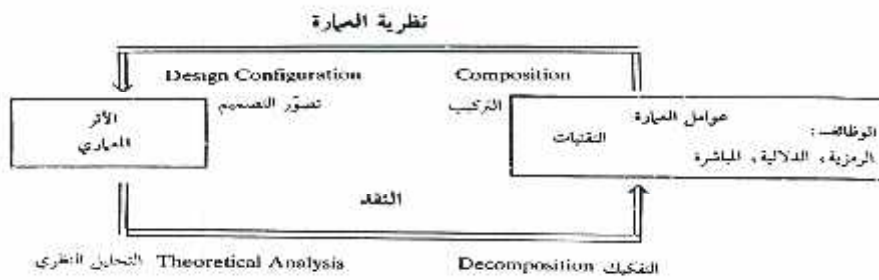 نظرية العمارة
Design Configuration
Composition
تصوّر التصميم
التركيب
الأثر
المعماري
عوامل العمارة
الوظائف:
التقنيات
الرمزية، الدلالية، المباشرة
النقد
التحليل النظري Theoretical Analysis
Decomposition التفكيك